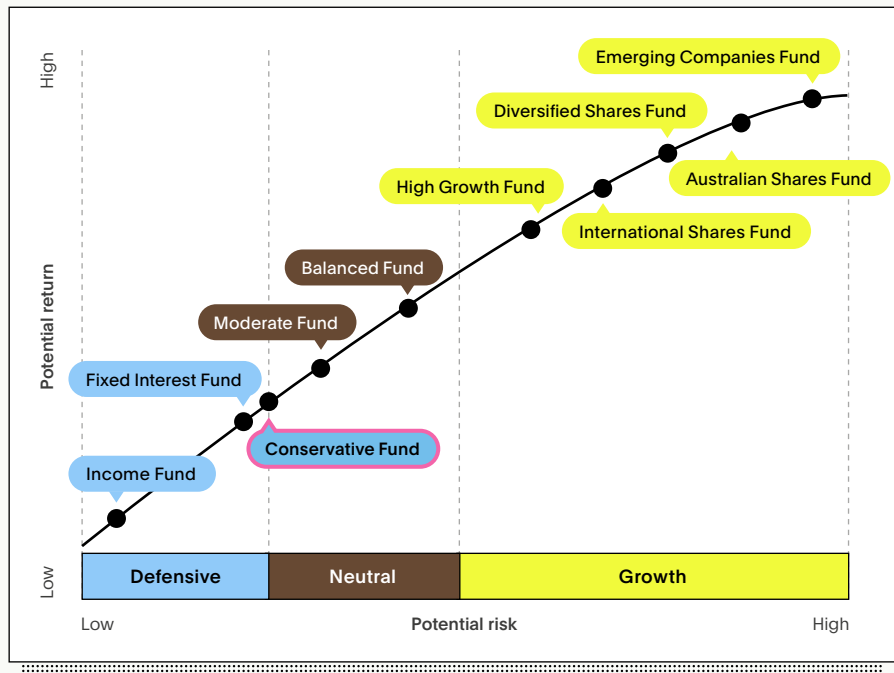 High
Emerging Companies Fund
Diversified Shares Fund
Australian Shares Fund
High Growth Fund
International Shares Fund
Balanced Fund
Potential return
Moderate Fund
Fixed Interest Fund
Conservative Fund
Income Fund
Low
Defensive
Neutral
Growth
Low
Potential risk
High